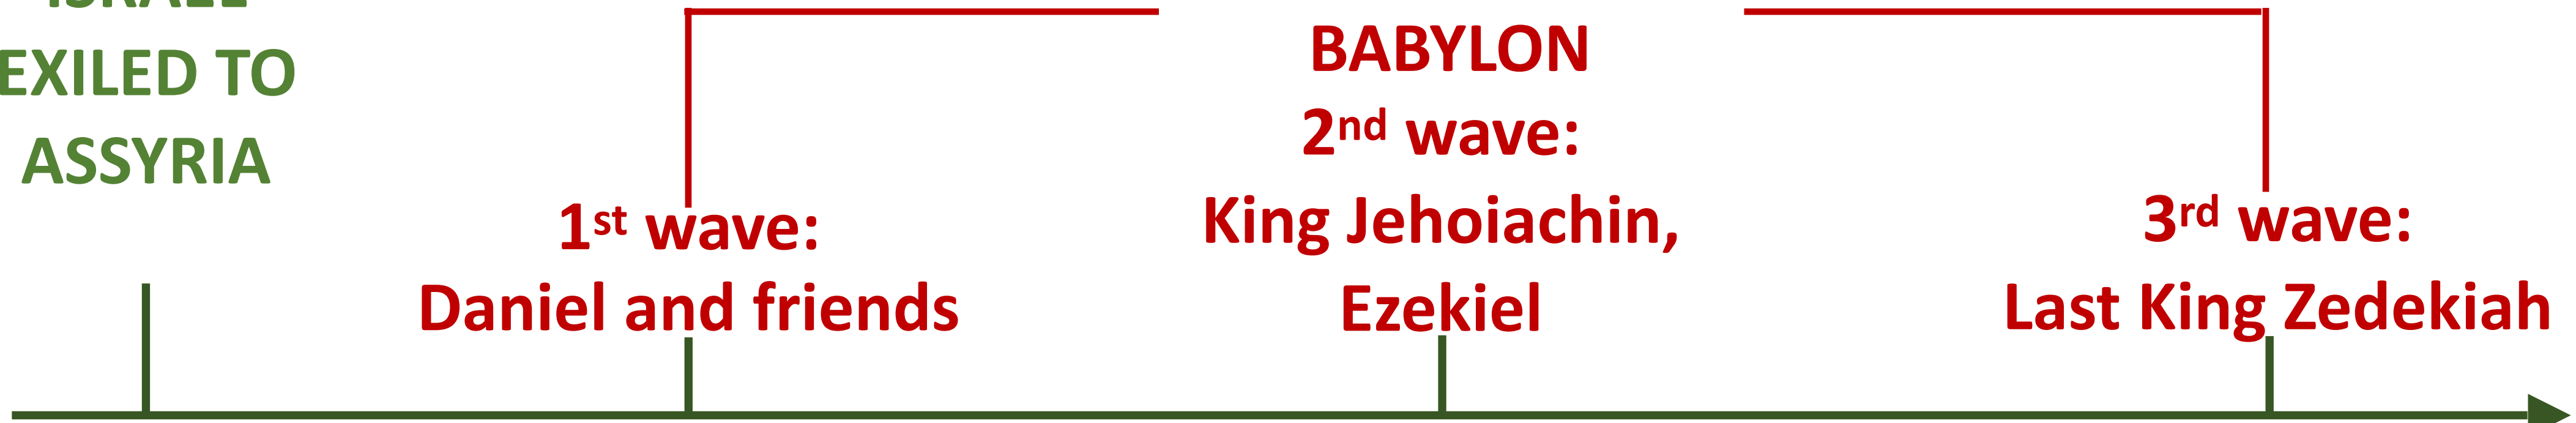 ISRAEL
EXILED TO
ASSYRIA
1st wave:
Daniel and friends
BABYLON
2nd wave:
King Jehoiachin,
Ezekiel
3rd wave:
Last King Zedekiah